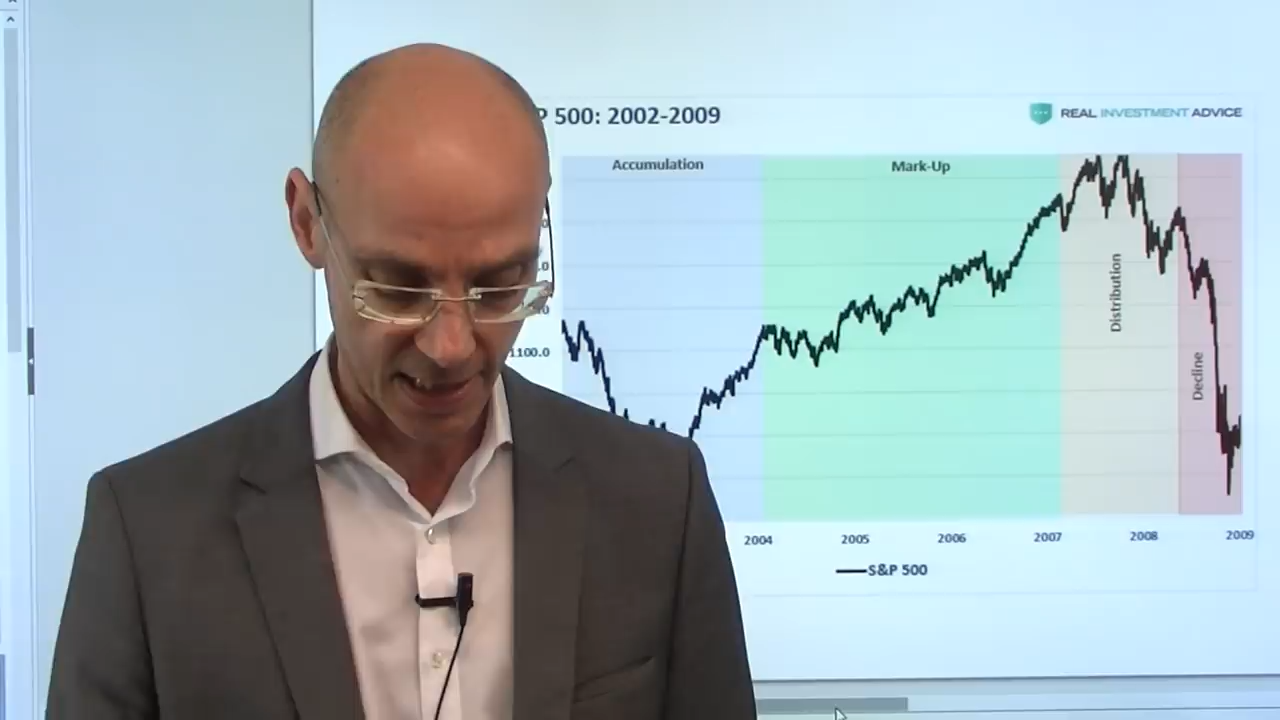 P 500: 2002-2009
REAL INVESTMENT ADVICE
Accumulation
Mark-Up
Distribution
Decline
1100.0
2004 2005 2006 2007 2008 2009
S&P 500